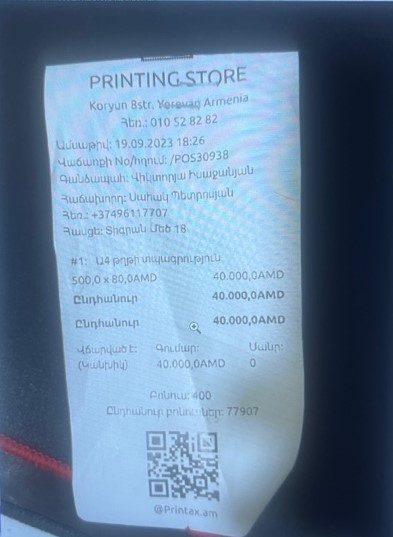 PRINTING STORE
Koryun 8str. Yerevan Armenia
Հեռ.: 010 52 82 82
Ամսաթիվ: 19.09.2023 18:26
Վաճառքի No/հղում: /POS30938
Գանձապահ: Վիկտորյա Իսաջանյան
Հաճախորդ: Սահակ Պետրոսյան
Հեռ.: +37496117707
Հասցե: Տիգրան Մեծ 18
#1: Ա4 թղթի տպագրություն
500,0 x 80,0AMD 40.000,0AMD
Ընդհանուր 40.000,0AMD
Ընդհանուր 40.000,0AMD
Վճարված է: Գումար: Մանր:
(Կանխիկ) 40.000,0AMD 0
Բոնուս: 400
Ընդհանուր բոնուսներ: 77907
@Printax.am